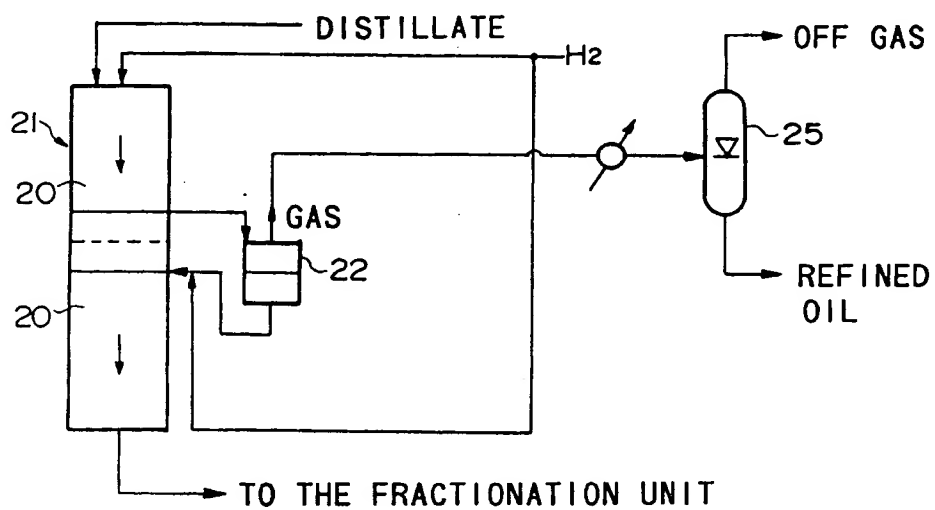 DISTILLATE
H2
OFF GAS
21
25
20
GAS
22
20
REFINED
OIL
TO THE FRACTIONATION UNIT